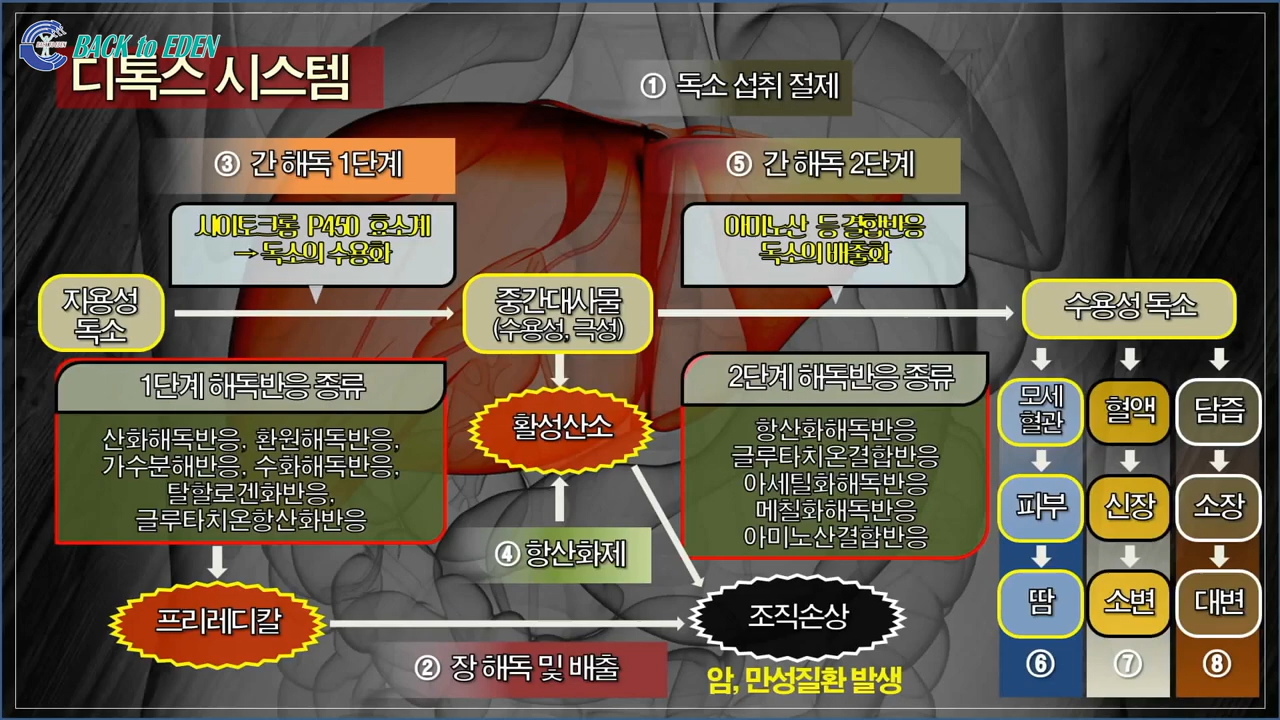 BACK to EDEN
디톡스 시스템
① 독소 섭취 절제
③ 간 해독 1단계
⑤ 간 해독 2단계
사이토크롬 P450 효소계
→ 독소의 수용화
아미노산 등 결합반응
독소의 배출화
지용성
독소
중간대사물
(수용성, 극성)
수용성 독소
1단계 해독반응 종류
산화해독반응, 환원해독반응,
가수분해반응, 수화해독반응,
탈할로겐화반응,
글루타치온항산화반응
활성산소
2단계 해독반응 종류
항산화해독반응
글루타치온결합반응
아세틸화해독반응
메칠화해독반응
아미노산결합반응
④ 항산화제
프리레디칼
조직손상
② 장 해독 및 배출
암, 만성질환 발생
모세
혈관
혈액
담즙
피부
신장
소장
땀
소변
대변
⑥
⑦
⑧